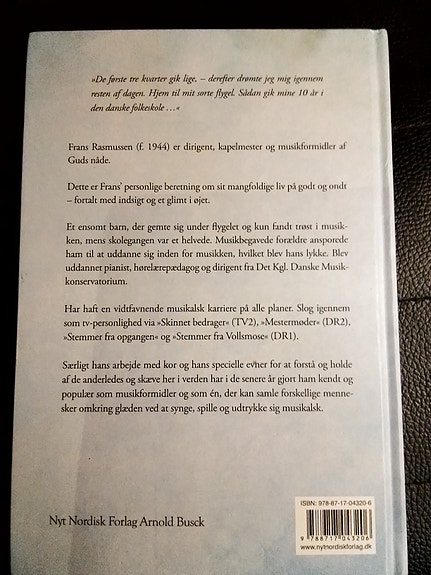 »De første tre kvarter gik lige, – derefter drømte jeg mig igennem
resten af dagen. Hjem til mit sorte flygel. Sådan gik mine 10 år i
den danske folkeskole …«
Frans Rasmussen (f. 1944) er dirigent, kapelmester og musikformidler af
Guds nåde.
Dette er Frans' personlige beretning om sit mangfoldige liv på godt og ondt
– fortalt med indsigt og et glimt i øjet.
Et ensomt barn, der gemte sig under flygelet og kun fandt trøst i musik-
ken, mens skolegangen var et helvede. Musikbegavede forældre ansporede
ham til at uddanne sig inden for musikken, hvilket blev hans lykke. Blev
uddannet pianist, hørelærepædagog og dirigent fra Det Kgl. Danske Musik-
konservatorium.
Har haft en vidtfavnende musikalsk karriere på alle planer. Slog igennem
som tv-personlighed via »Skinnet bedrager« (TV2), »Mestermøder« (DR2),
»Stemmer fra opgangen« og »Stemmer fra Vollsmose« (DR1).
Særligt hans arbejde med kor og hans specielle evner for at forstå og holde
af de anderledes og skæve her i verden har i de senere år gjort ham kendt og
populær som musikformidler og som én, der kan samle forskellige menne-
sker omkring glæden ved at synge, spille og udtrykke sig musikalsk.
Nyt Nordisk Forlag Arnold Busck
ISBN: 978-87-17-04320-6
9 788717 043206
www.nytnordiskforlag.dk